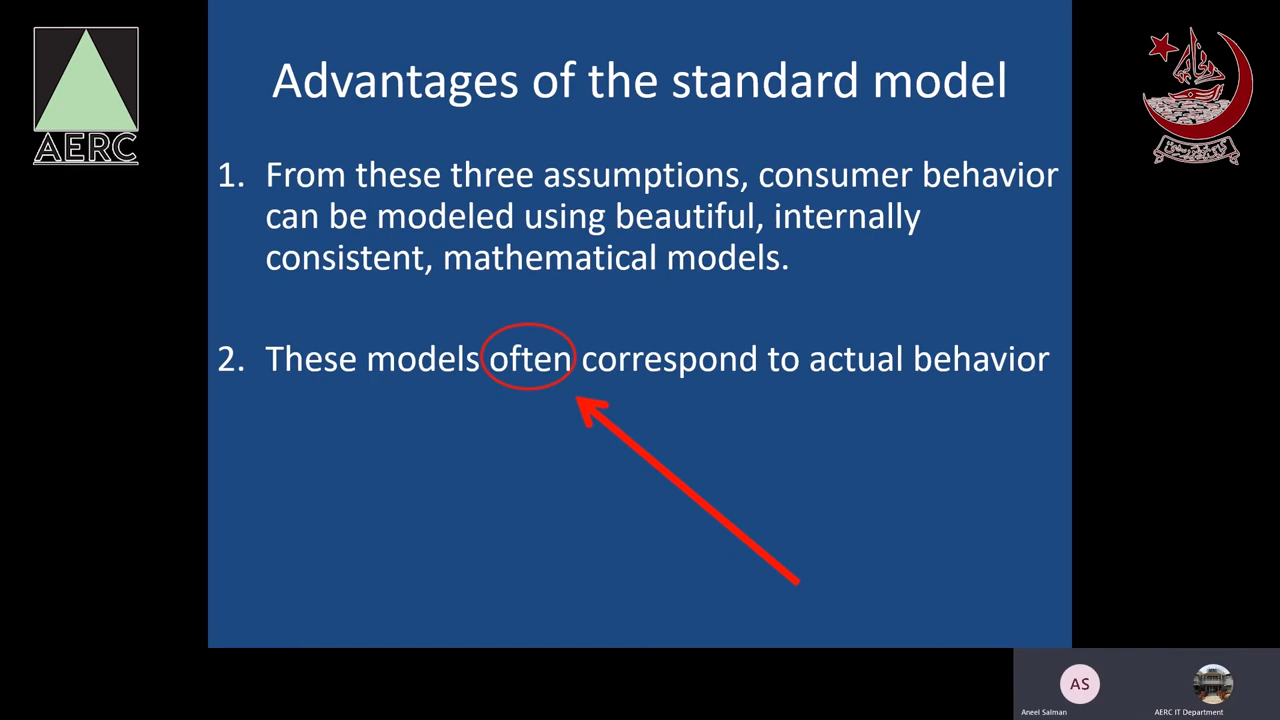 Advantages of the standard model
1. From these three assumptions, consumer behavior
can be modeled using beautiful, internally
consistent, mathematical models.
2. These models often correspond to actual behavior
AERC
AS
Aneel Salman
AERC IT Department